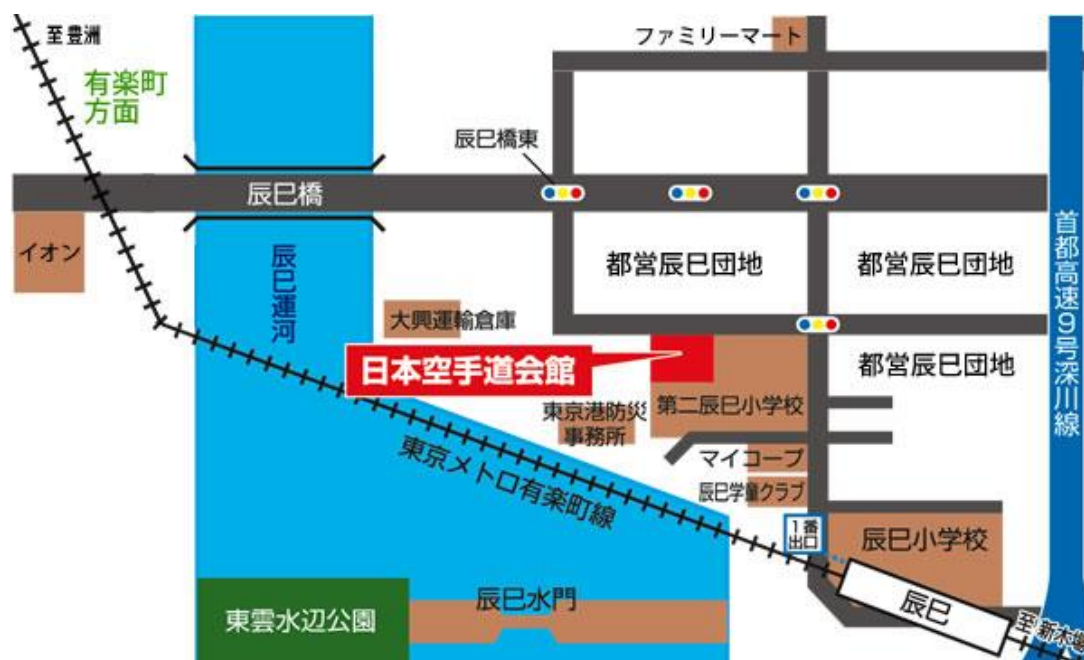 至豊洲
有楽町
方面
ファミリーマート
辰巳橋東
辰巳橋
イオン
辰巳運河
都営辰巳団地
都営辰巳団地
首都高速9号深川線
大興運輸倉庫
日本空手道会館
都営辰巳団地
東京港防災
事務所
第二辰巳小学校
東京メトロ有楽町線
マイコープ
辰巳学童クラブ
1番
出口
辰巳小学校
東雲水辺公園
辰巳水門
辰巳
至新木場